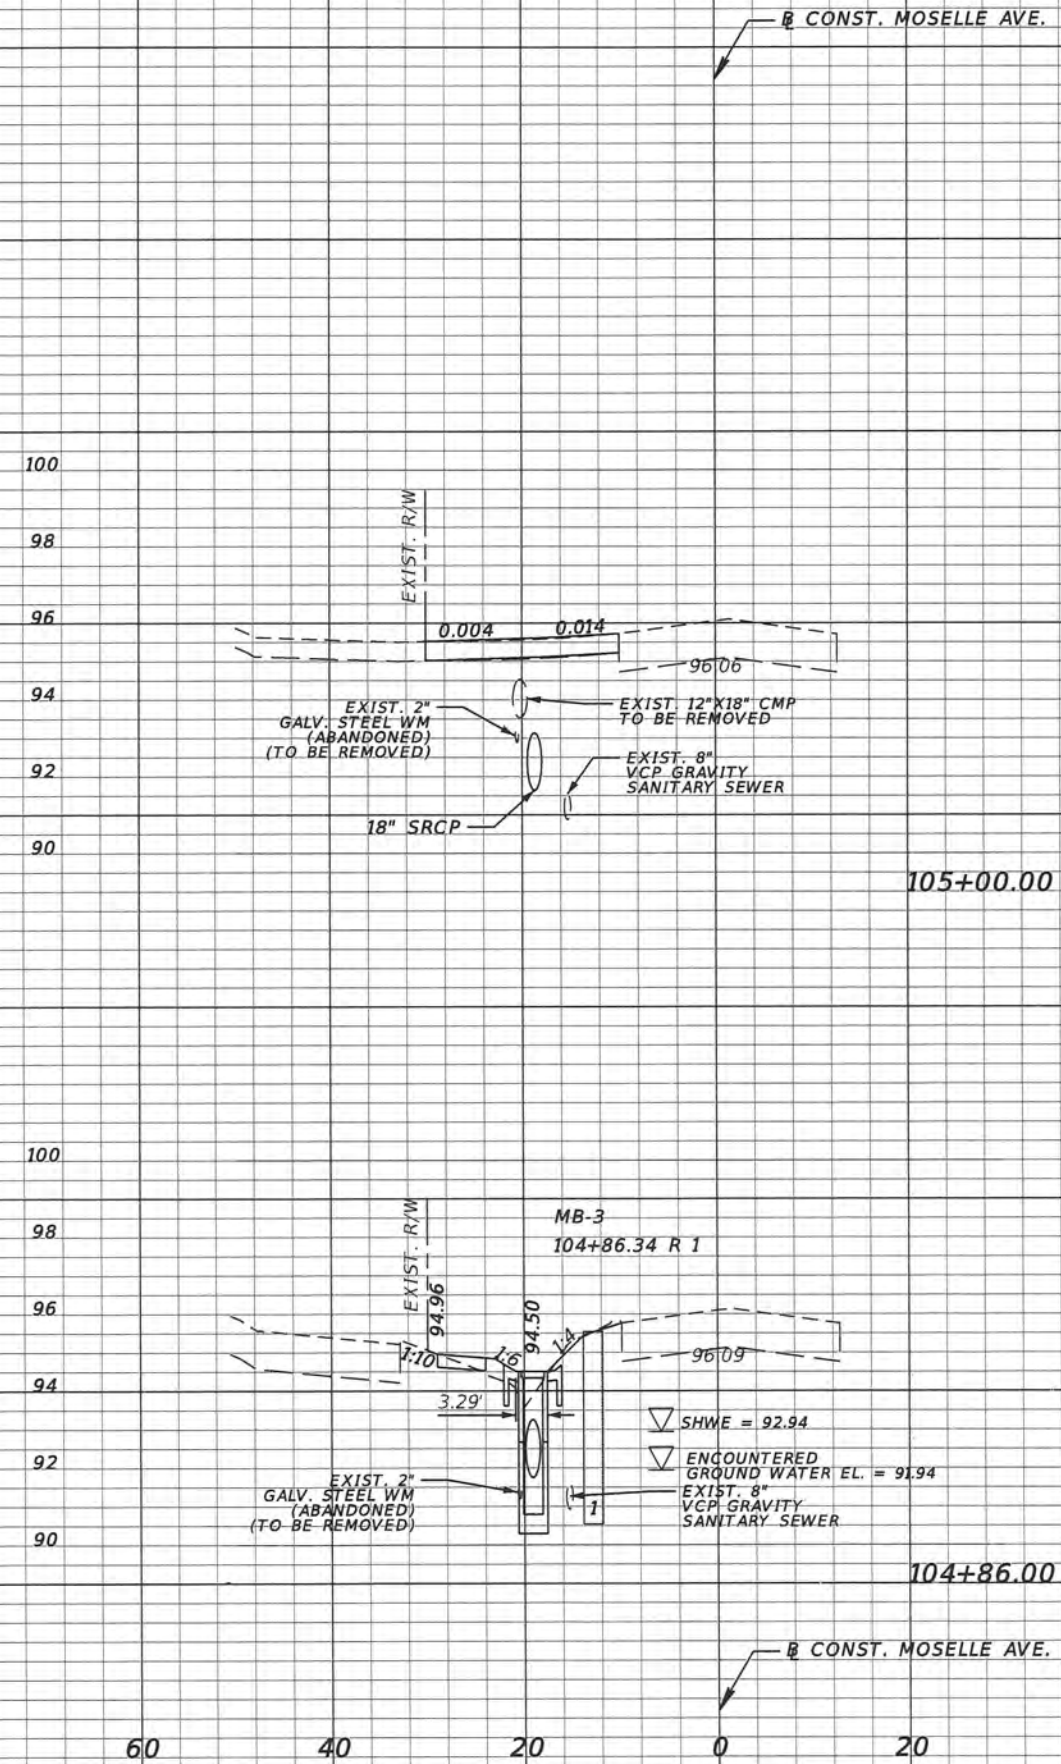 ℄ CONST. MOSELLE AVE.
100
98
96
94
92
90
EXIST. R/W
0.004
0.014
96.06
EXIST. 2"
GALV. STEEL WM
(ABANDONED)
(TO BE REMOVED)
EXIST. 12"X18" CMP
TO BE REMOVED
EXIST. 8"
VCP GRAVITY
SANITARY SEWER
18" SRCP
105+00.00
100
98
96
94
92
90
EXIST. R/W
MB-3
104+86.34 R 1
94.96
94.50
1:10
1:6
1:4
96.09
3.29'
SHWE = 92.94
ENCOUNTERED
GROUND WATER EL. = 91.94
EXIST. 2"
GALV. STEEL WM
(ABANDONED)
(TO BE REMOVED)
1
EXIST. 8"
VCP GRAVITY
SANITARY SEWER
104+86.00
℄ CONST. MOSELLE AVE.
60
40
20
0
20